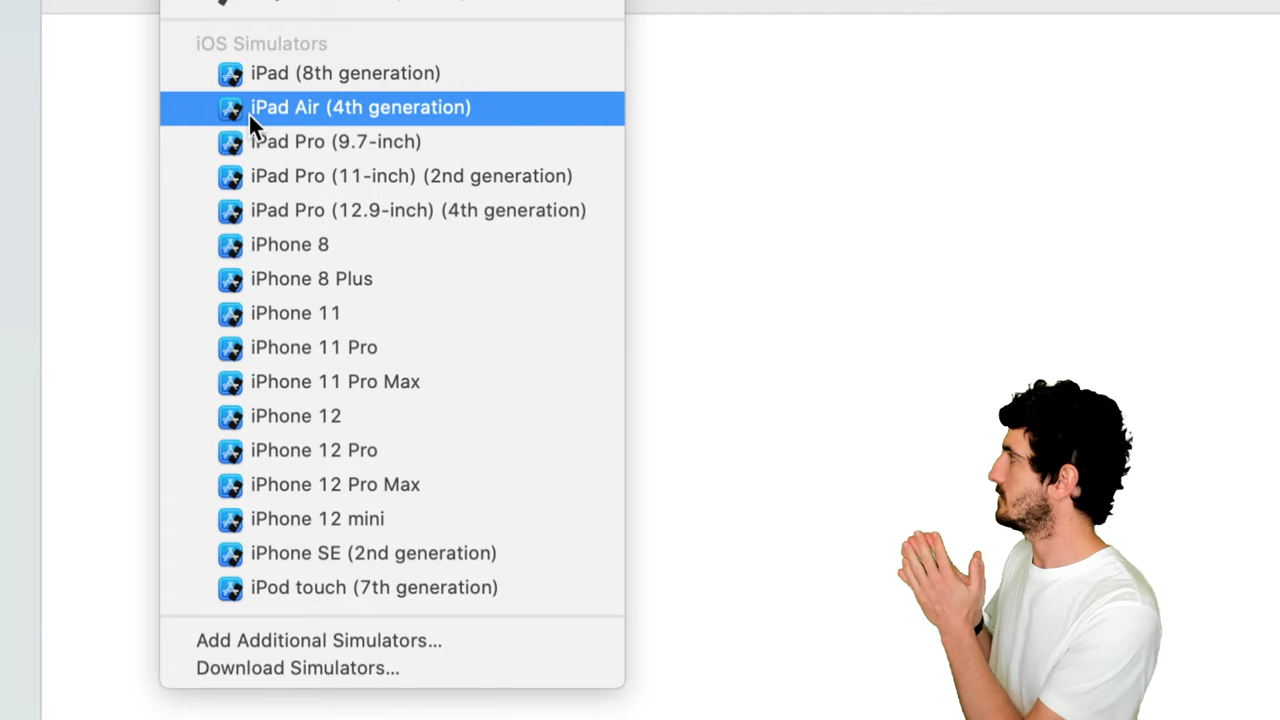 iOS Simulators
iPad (8th generation)
iPad Air (4th generation)
iPad Pro (9.7-inch)
iPad Pro (11-inch) (2nd generation)
iPad Pro (12.9-inch) (4th generation)
iPhone 8
iPhone 8 Plus
iPhone 11
iPhone 11 Pro
iPhone 11 Pro Max
iPhone 12
iPhone 12 Pro
iPhone 12 Pro Max
iPhone 12 mini
iPhone SE (2nd generation)
iPod touch (7th generation)
Add Additional Simulators...
Download Simulators...